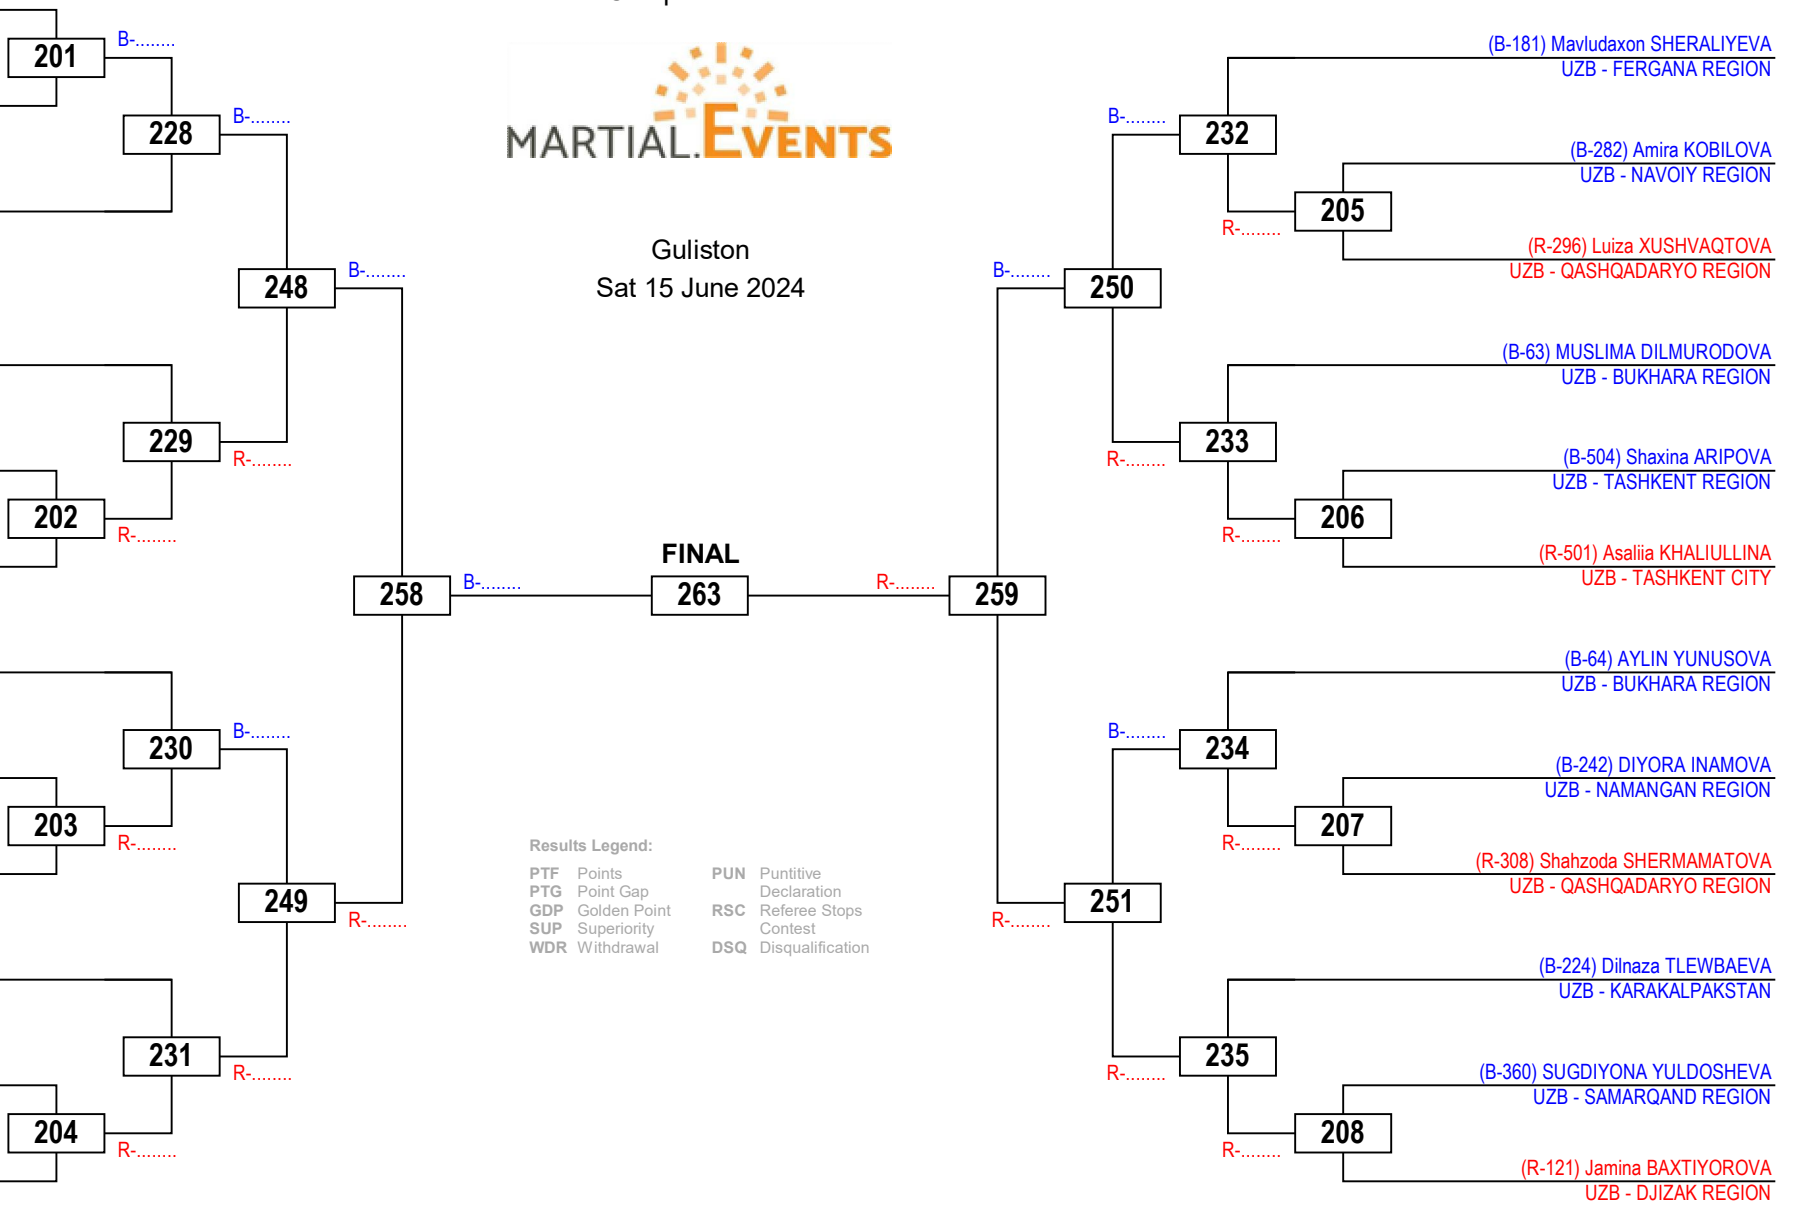 B-........
201
B-........
228
B-........
248
229
R-........
202
R-........
B-........
258
B-........
230
B-........
203
R-........
249
R-........
231
R-........
204
R-........
MARTIAL.EVENTS
Guliston
Sat 15 June 2024
FINAL
263
Results Legend:
PTF Points
PTG Point Gap
GDP Golden Point
SUP Superiority
WDR Withdrawal
PUN Puntitive
Declaration
RSC Referee Stops
Contest
DSQ Disqualification
R-........
259
B-........
250
R-........
251
B-........
232
R-........
205
R-........
233
R-........
206
B-........
234
R-........
207
R-........
235
R-........
208
(B-181) Mavludaxon SHERALIYEVA
UZB - FERGANA REGION
(B-282) Amira KOBILOVA
UZB - NAVOIY REGION
(R-296) Luiza XUSHVAQTOVA
UZB - QASHQADARYO REGION
(B-63) MUSLIMA DILMURODOVA
UZB - BUKHARA REGION
(B-504) Shaxina ARIPOVA
UZB - TASHKENT REGION
(R-501) Asaliia KHALIULLINA
UZB - TASHKENT CITY
(B-64) AYLIN YUNUSOVA
UZB - BUKHARA REGION
(B-242) DIYORA INAMOVA
UZB - NAMANGAN REGION
(R-308) Shahzoda SHERMAMATOVA
UZB - QASHQADARYO REGION
(B-224) Dilnaza TLEWBAEVA
UZB - KARAKALPAKSTAN
(B-360) SUGDIYONA YULDOSHEVA
UZB - SAMARQAND REGION
(R-121) Jamina BAXTIYOROVA
UZB - DJIZAK REGION